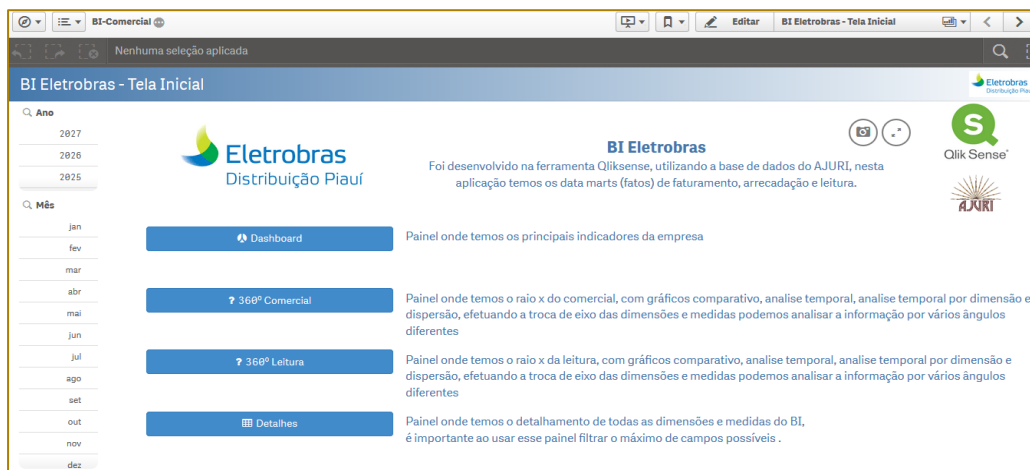 BI-Comercial
Editar
BI Eletrobras - Tela Inicial
Nenhuma seleção aplicada
BI Eletrobras - Tela Inicial
Eletrobras
Distribuição Piauí
Ano
2027
2026
2025
Mês
jan
fev
mar
abr
mai
jun
jul
ago
set
out
nov
dez
Eletrobras
Distribuição Piauí
BI Eletrobras
Foi desenvolvido na ferramenta Qliksense, utilizando a base de dados do AJURI, nesta
aplicação temos os data marts (fatos) de faturamento, arrecadação e leitura.
Qlik Sense
AJURI
Dashboard
Painel onde temos os principais indicadores da empresa
? 360º Comercial
Painel onde temos o raio x do comercial, com gráficos comparativo, analise temporal, analise temporal por dimensão e
dispersão, efetuando a troca de eixo das dimensões e medidas podemos analisar a informação por vários ângulos
diferentes
? 360º Leitura
Painel onde temos o raio x da leitura, com gráficos comparativo, analise temporal, analise temporal por dimensão e
dispersão, efetuando a troca de eixo das dimensões e medidas podemos analisar a informação por vários ângulos
diferentes
Detalhes
Painel onde temos o detalhamento de todas as dimensões e medidas do BI,
é importante ao usar esse painel filtrar o máximo de campos possíveis .